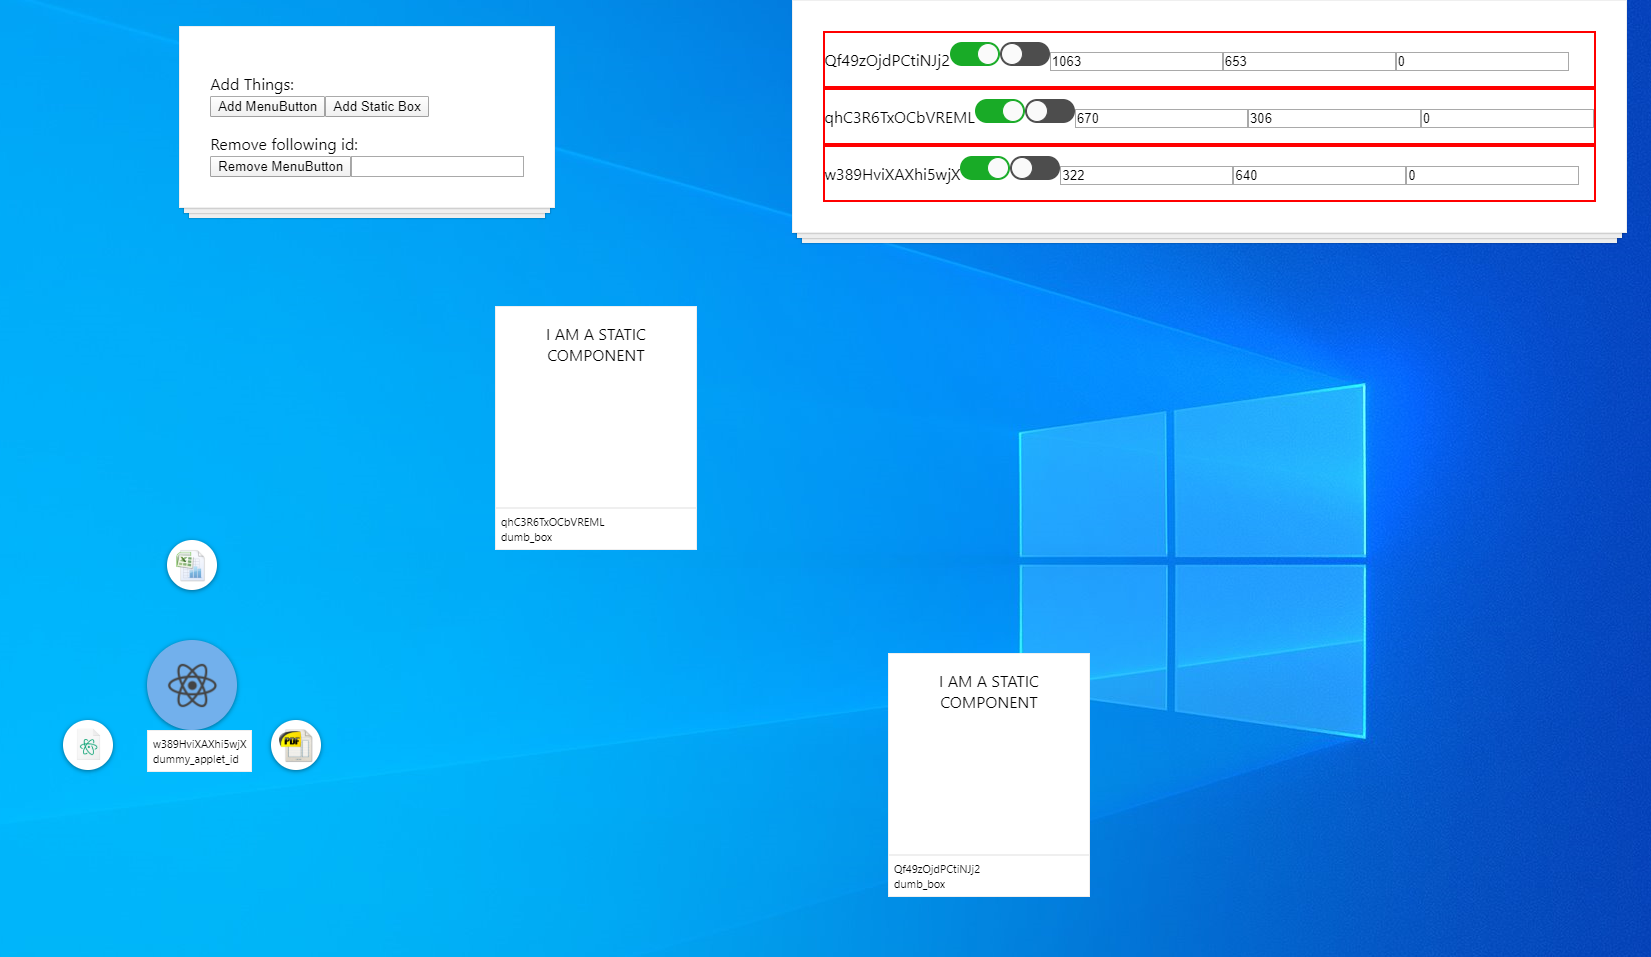 Add Things:
Add MenuButton Add Static Box
Remove following id:
Remove MenuButton
Qf49zOjdPCtiNJj2 1063 653 0
qhC3R6TxOCbVREML 670 306 0
w389HviXAXhi5wjX 322 640 0
I AM A STATIC
COMPONENT
qhC3R6TxOCbVREML
dumb_box
w389HviXAXhi5wjX
dummy_applet_id
PDF
I AM A STATIC
COMPONENT
Qf49zOjdPCtiNJj2
dumb_box